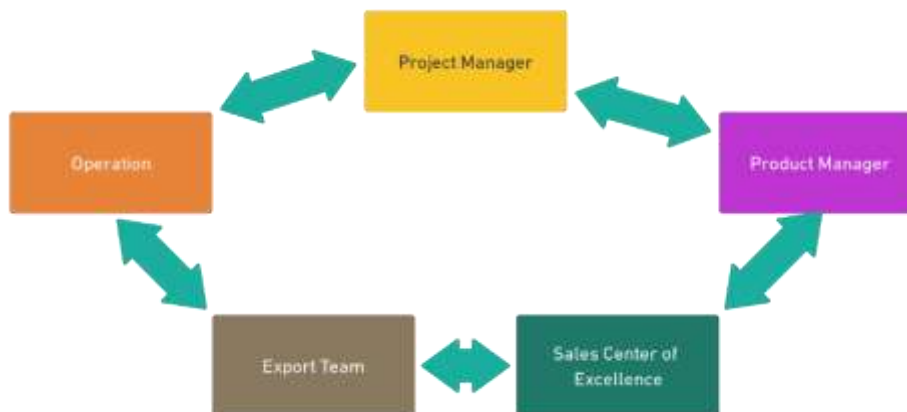 Project Manager
Operation
Product Manager
Export Team
Sales Center of
Excellence